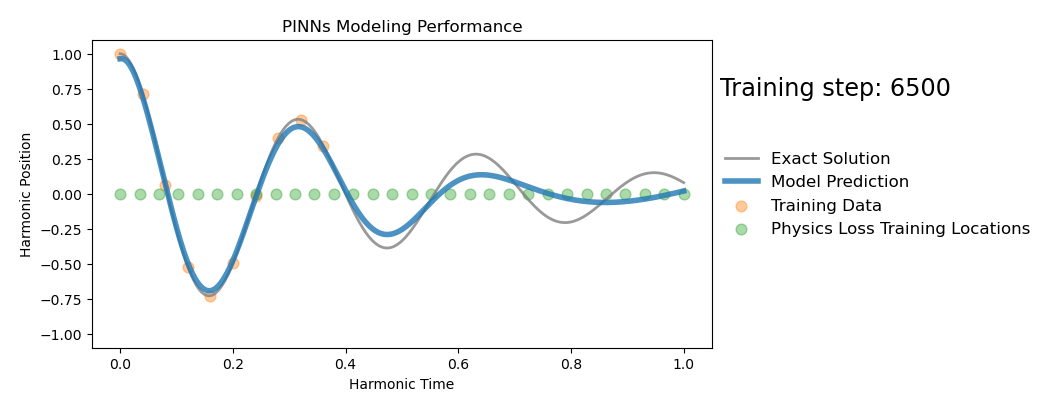 PINNs Modeling Performance
1.00
0.75
0.50
0.25
0.00
−0.25
−0.50
−0.75
−1.00
Harmonic Position
0.0
0.2
0.4
0.6
0.8
1.0
Harmonic Time
Training step: 6500
Exact Solution
Model Prediction
Training Data
Physics Loss Training Locations